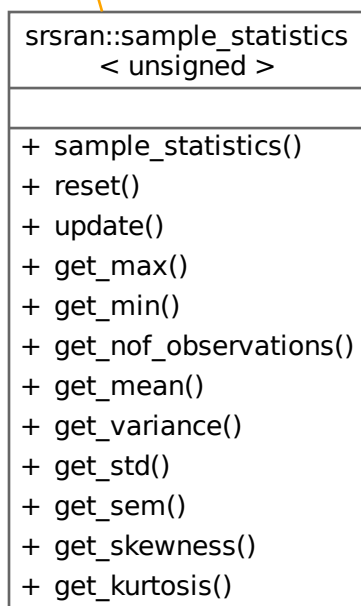 srsran::sample_statistics
< unsigned >
+ sample_statistics()
+ reset()
+ update()
+ get_max()
+ get_min()
+ get_nof_observations()
+ get_mean()
+ get_variance()
+ get_std()
+ get_sem()
+ get_skewness()
+ get_kurtosis()